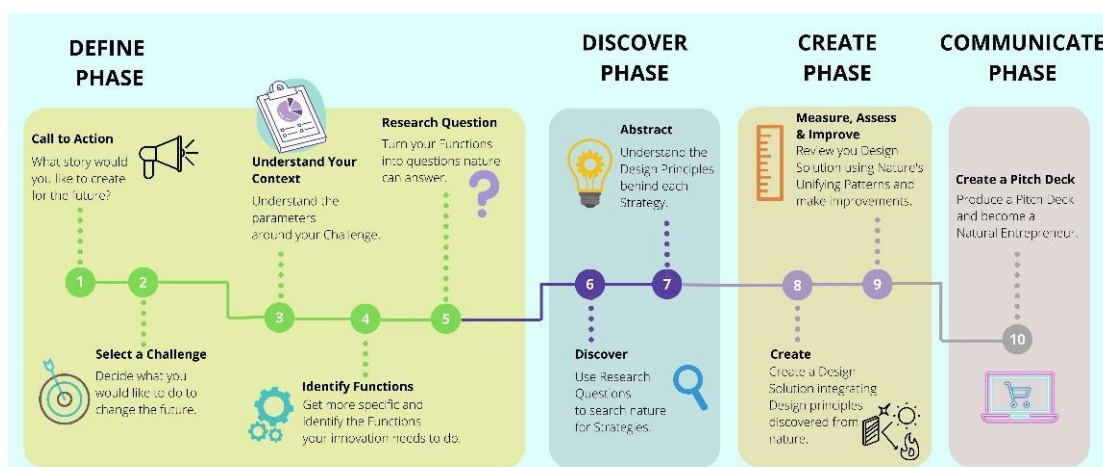 DEFINE
PHASE
DISCOVER
PHASE
CREATE
PHASE
COMMUNICATE
PHASE
Call to Action
What story would
you like to create
for the future?
1
2
Select a Challenge
Decide what you
would like to do to
change the future.
Understand Your
Context
Understand the
parameters
around your Challenge.
3
4
Identify Functions
Get more specific and
identify the Functions
your innovation needs to do.
Research Question
Turn your Functions
into questions nature
can answer.
?
5
6
Discover
Use Research
Questions
to search nature
for Strategies.
Abstract
Understand the
Design Principles
behind each
Strategy.
7
8
Create
Create a Design
Solution integrating
Design principles
discovered from
nature.
Measure, Assess
& Improve
Review you Design
Solution using Nature's
Unifying Patterns and
make improvements.
9
Create a Pitch Deck
Produce a Pitch Deck
and become a
Natural Entrepreneur.
10